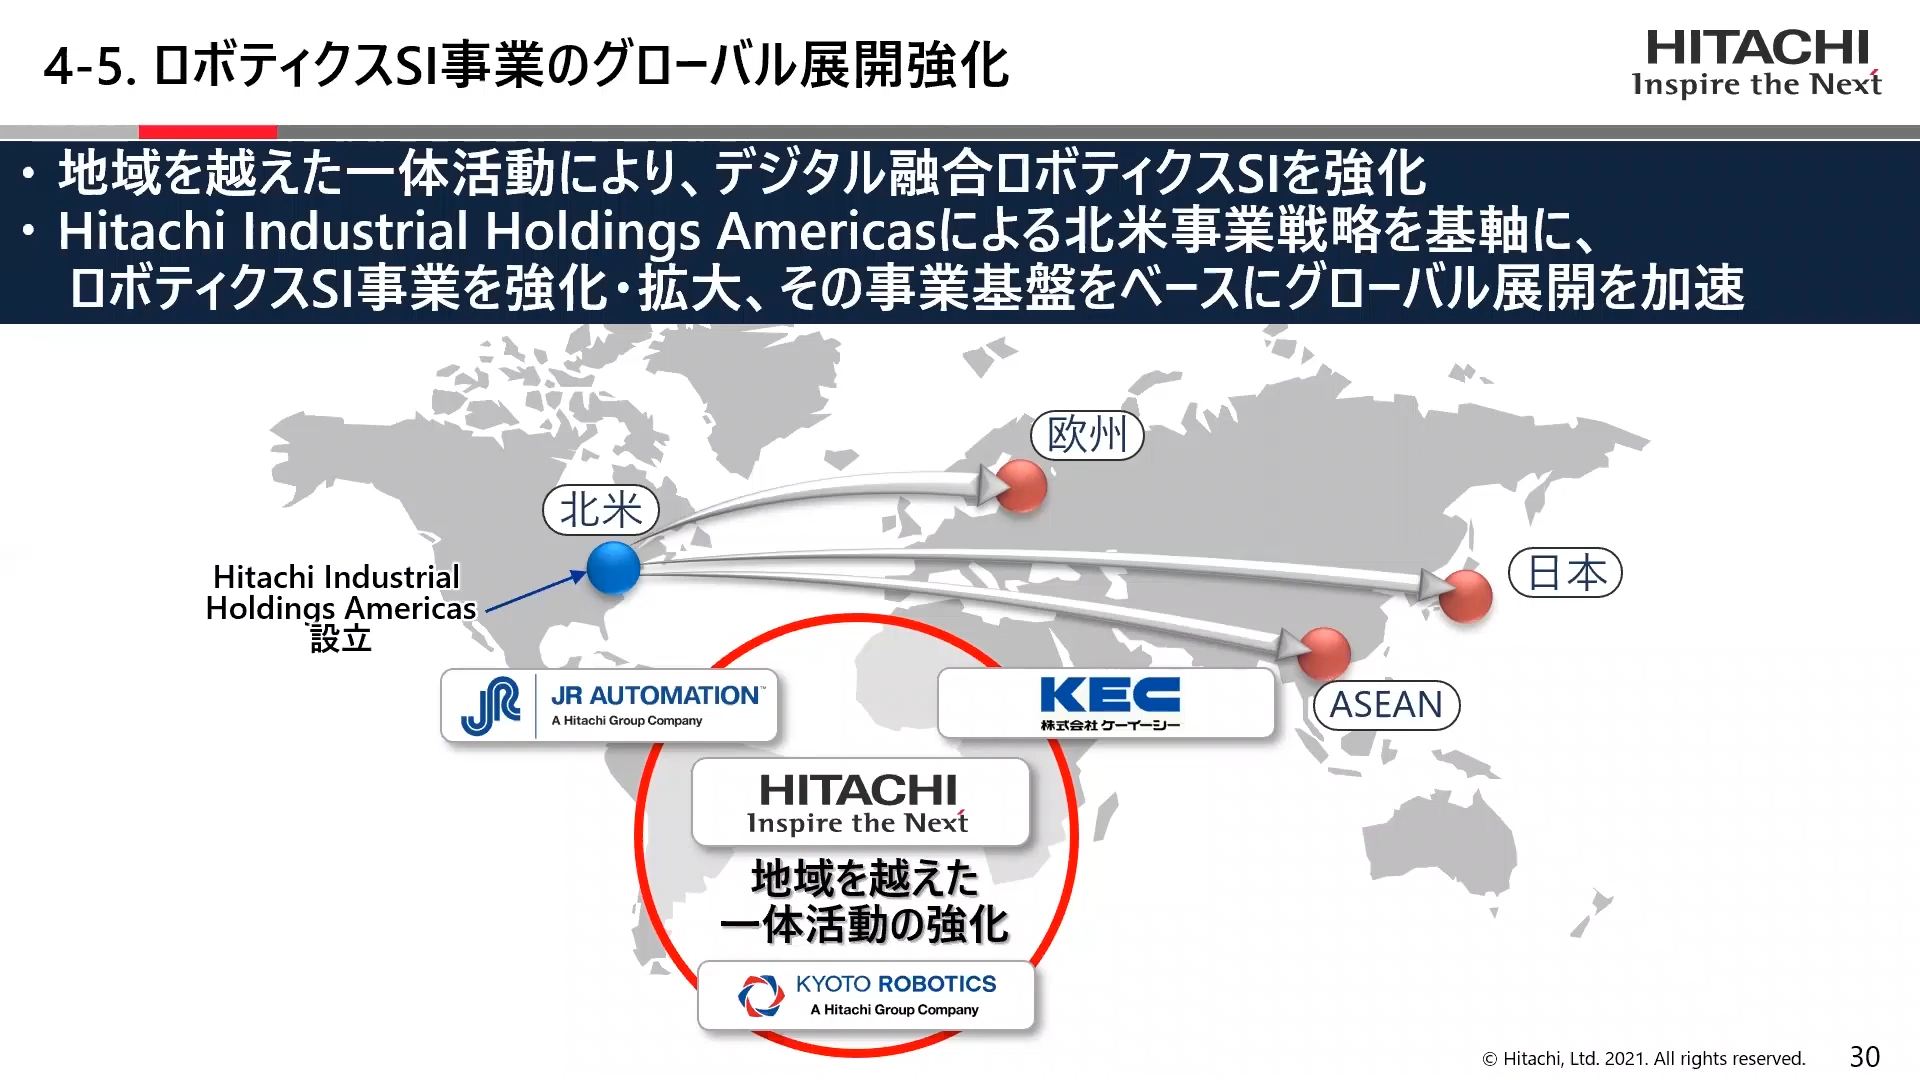 4-5. ロボティクスSI事業のグローバル展開強化
HITACHI
Inspire the Next
・ 地域を越えた一体活動により、デジタル融合ロボティクスSIを強化
・ Hitachi Industrial Holdings Americasによる北米事業戦略を基軸に、
ロボティクスSI事業を強化・拡大、その事業基盤をベースにグローバル展開を加速
欧州
北米
日本
Hitachi Industrial
Holdings Americas
設立
ASEAN
JR
JR AUTOMATION™
A Hitachi Group Company
KEC
株式会社 ケーイーシー
HITACHI
Inspire the Next
地域を越えた
一体活動の強化
KYOTO ROBOTICS
A Hitachi Group Company
© Hitachi, Ltd. 2021. All rights reserved.
30